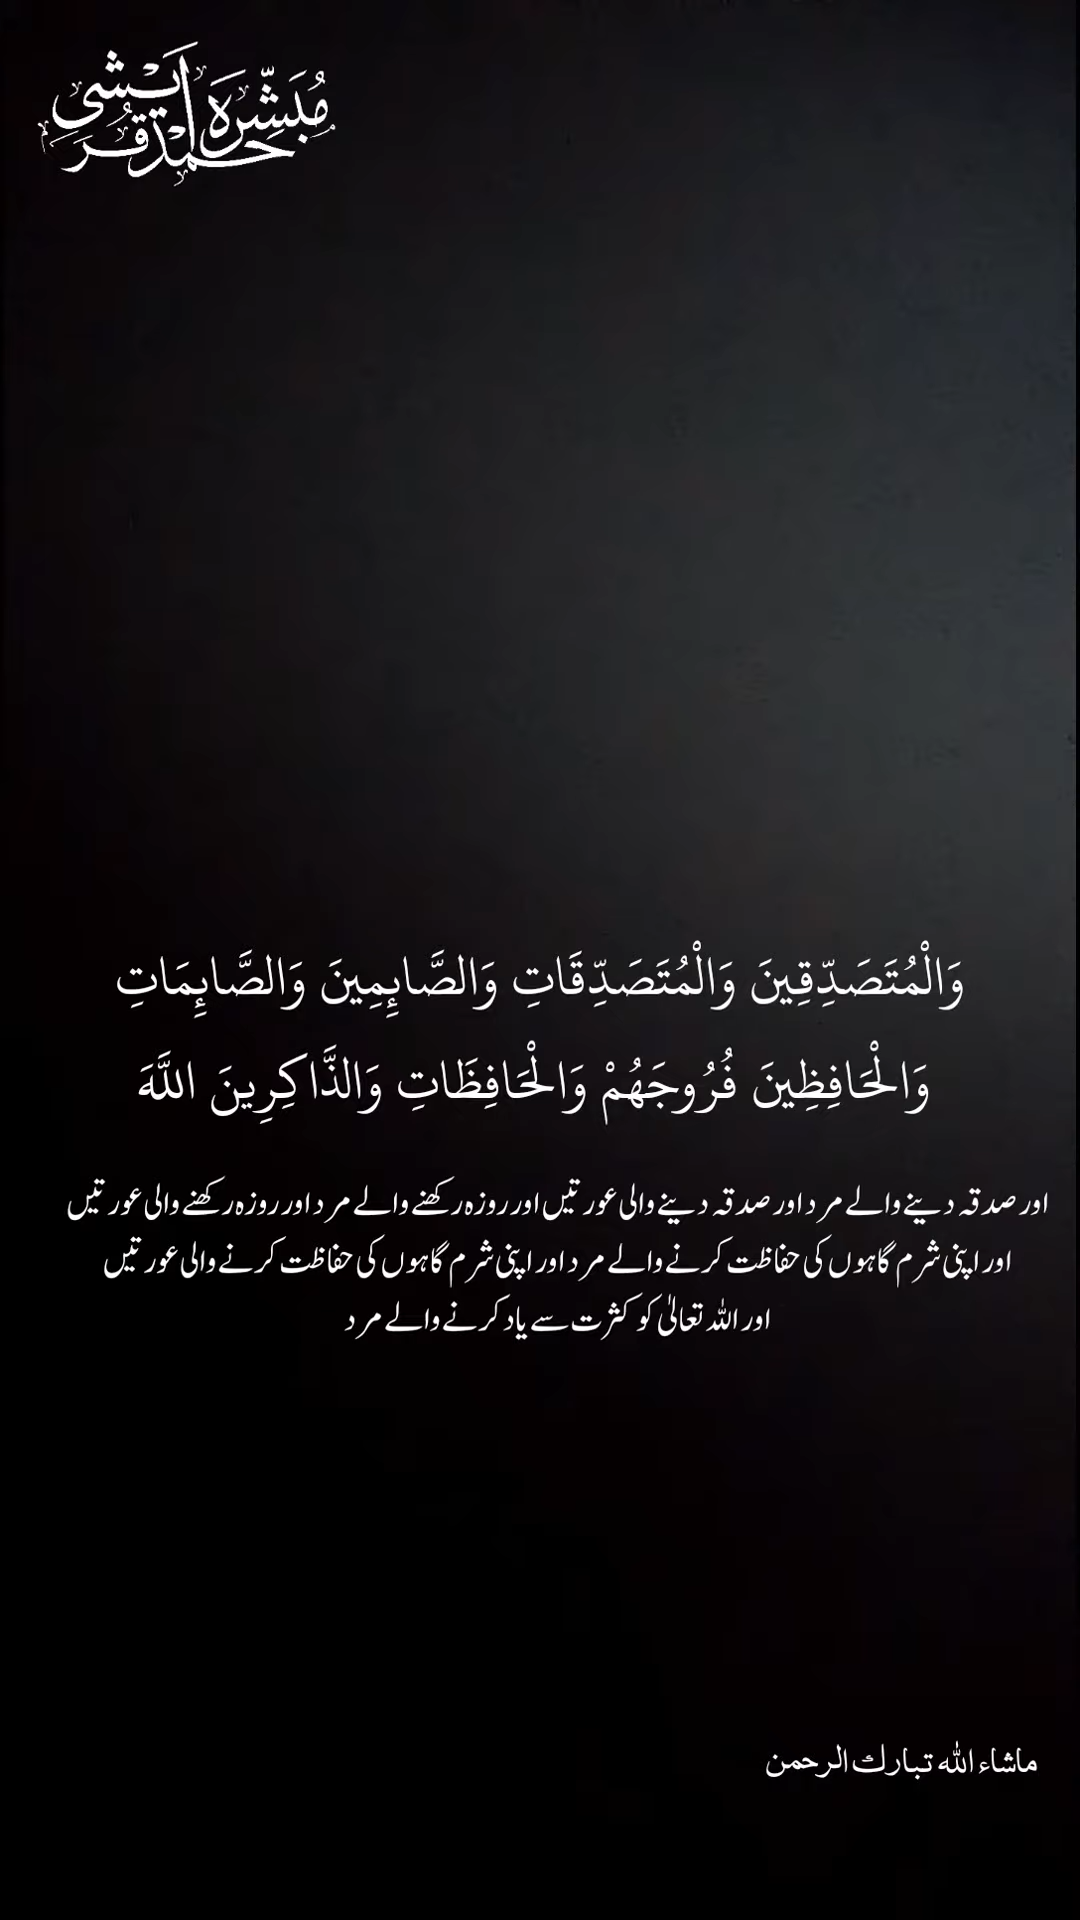 مُبَشِّرَه احمد قُریشی
وَالْمُتَصَدِّقِينَ وَالْمُتَصَدِّقَاتِ وَالصَّائِمِينَ وَالصَّائِمَاتِ
وَالْحَافِظِينَ فُرُوجَهُمْ وَالْحَافِظَاتِ وَالذَّاكِرِينَ اللَّهَ
اور صدقہ دینے والے مرد اور صدقہ دینے والی عورتیں اور روزہ رکھنے والے مرد اور روزہ رکھنے والی عورتیں
اور اپنی شرم گاہوں کی حفاظت کرنے والے مرد اور اپنی شرم گاہوں کی حفاظت کرنے والی عورتیں
اور اللہ تعالیٰ کو کثرت سے یاد کرنے والے مرد
ماشاء الله تبارك الرحمن